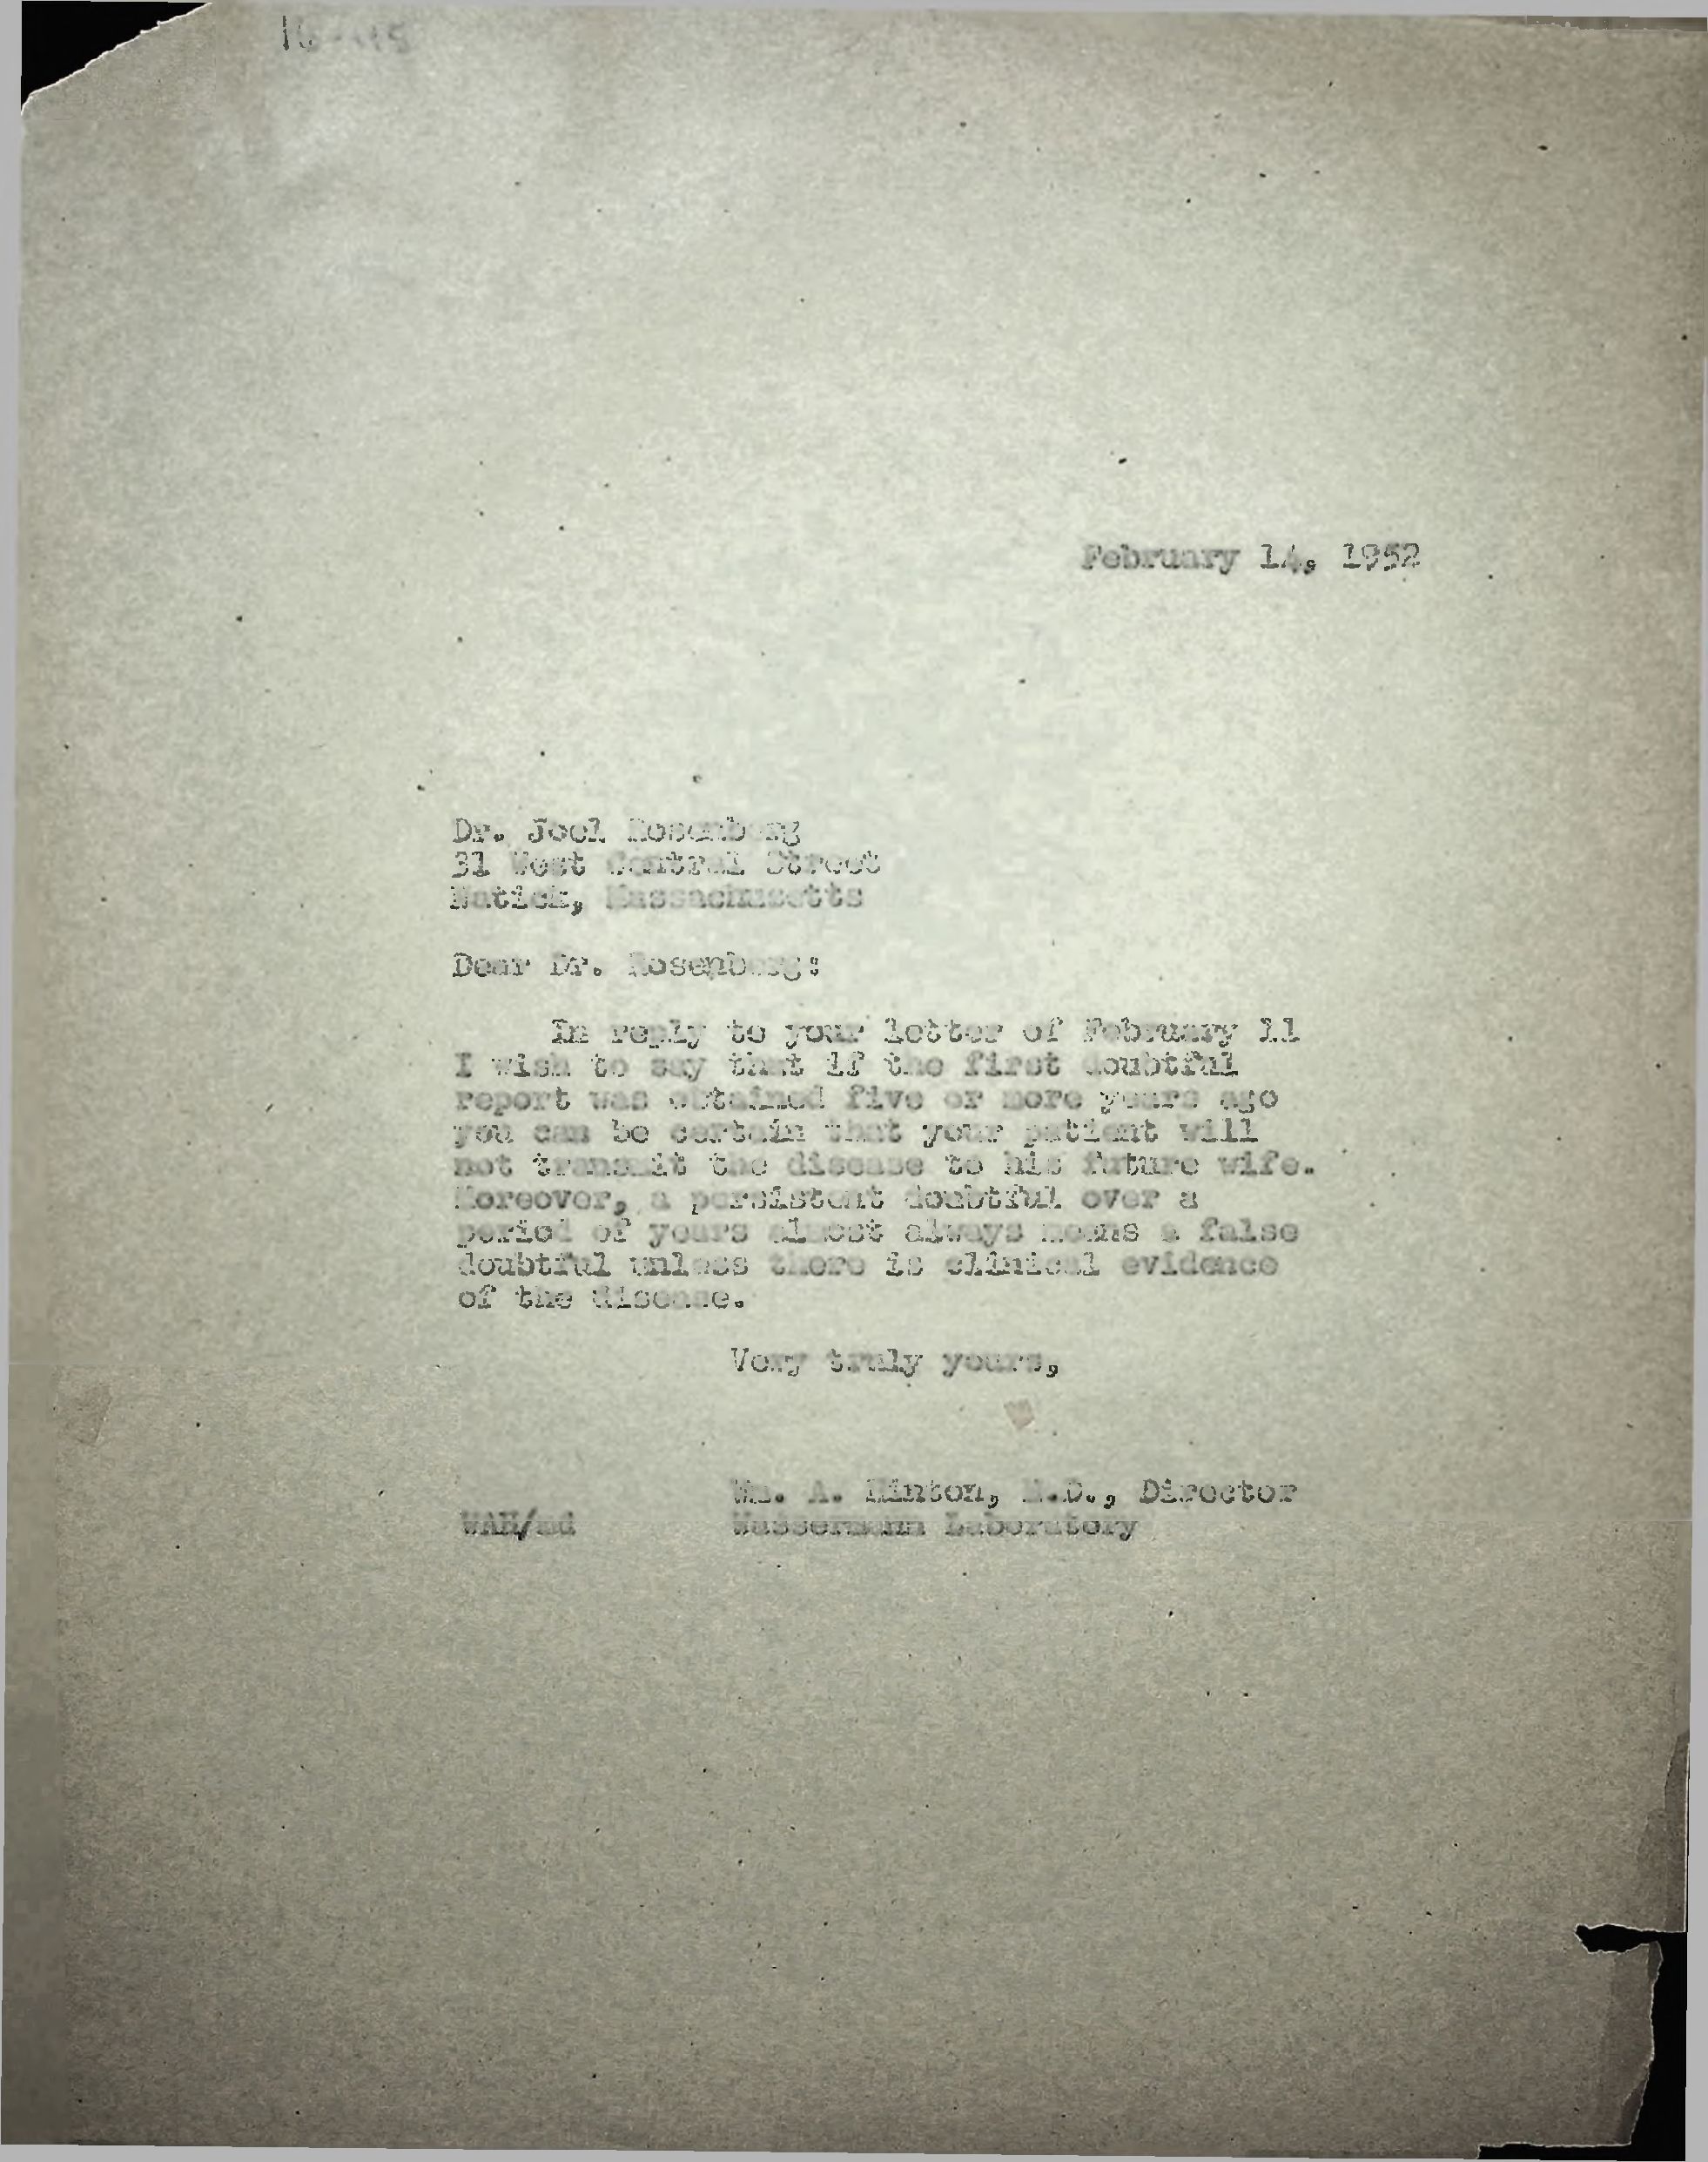 February 14, 1952
Dr. Joel Rosenberg
31 West Central Street
Natick, Massachusetts
Dear Dr. Rosenberg:
In reply to your letter of February 11
I wish to say that if the first doubtful
report was obtained five or more years ago
you can be certain that your patient will
not transmit the disease to his future wife.
Moreover, a persistent doubtful over a
period of years almost always means a false
doubtful unless there is clinical evidence
of the disease.
Very truly yours,
Wm. A. Hinton, M.D., Director
WAH/md Wassermann Laboratory